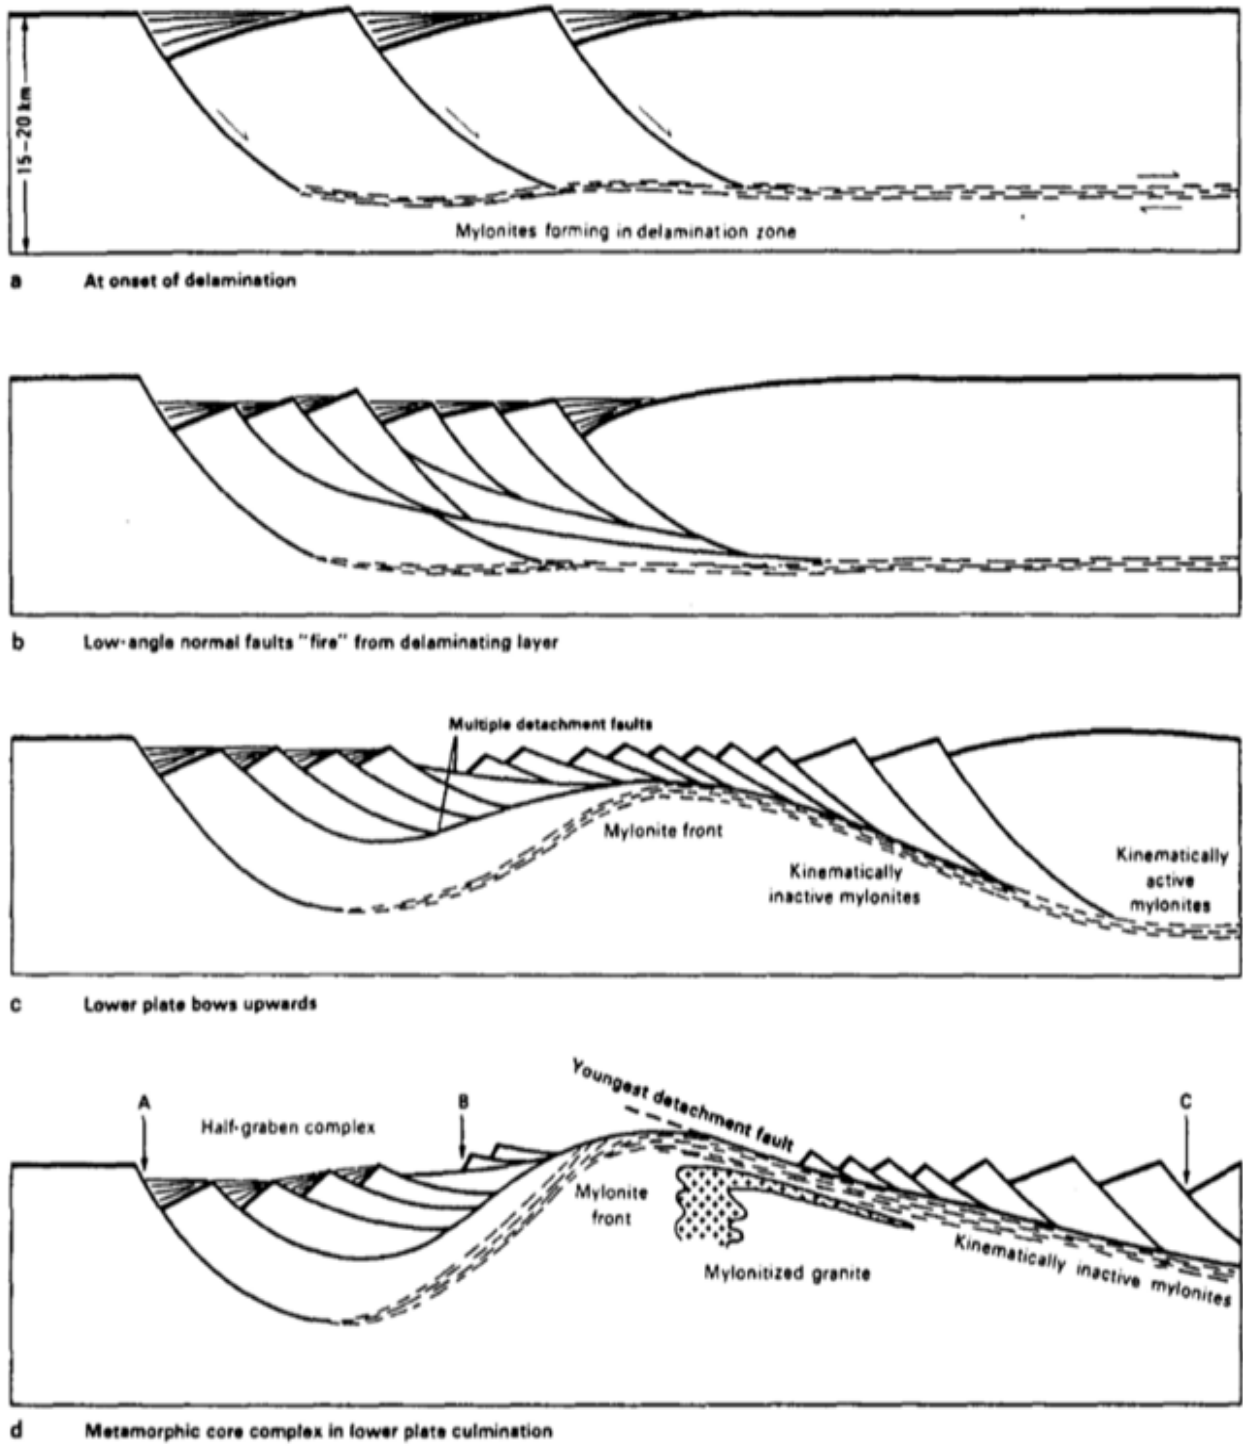 15–20 km
Mylonites forming in delamination zone
a At onset of delamination
b Low-angle normal faults "fire" from delaminating layer
Multiple detachment faults
Mylonite front
Kinematically
inactive mylonites
Kinematically
active
mylonites
c Lower plate bows upwards
A
Half-graben complex
B
Youngest detachment fault
C
Mylonite
front
Mylonitized granite
Kinematically inactive mylonites
d Metamorphic core complex in lower plate culmination